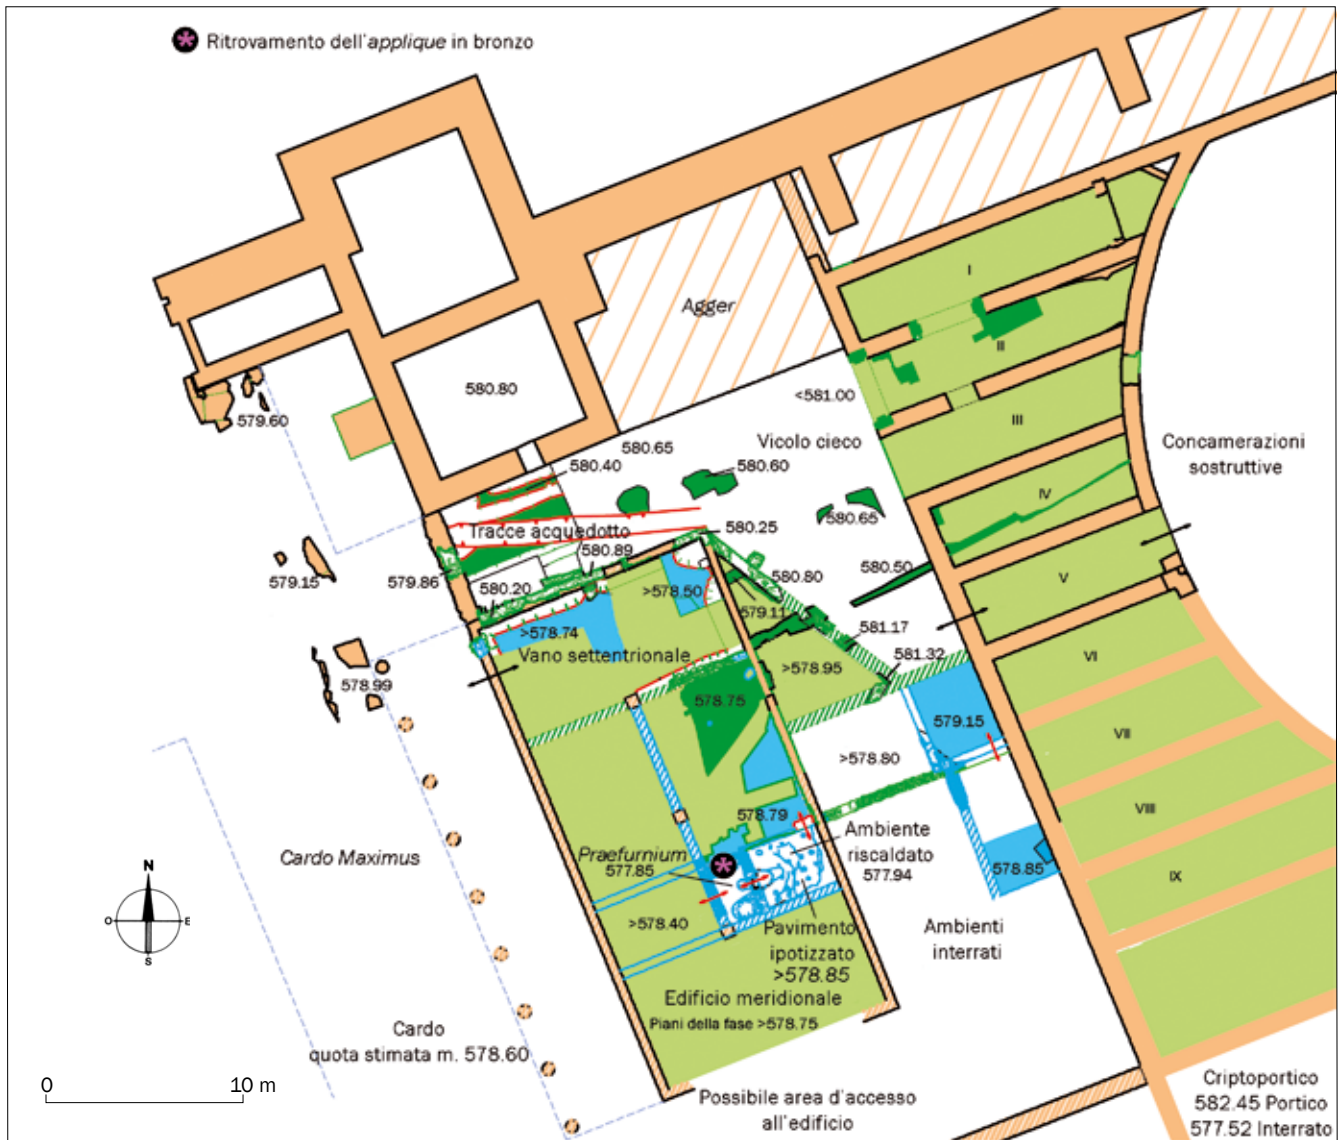 Ritrovamento dell'applique in bronzo
I
Agger
II
580.80
<581.00
579.60
III
580.65
Vicolo cieco
Concamerazioni
sostruttive
580.40
580.60
IV
580.65
Tracce acquedotto
580.25
580.89
579.15
579.86
580.20
580.80
580.50
V
>578.50
579.11
581.17
>578.74
581.32
Vano settentrionale
>578.95
VI
578.99
578.75
579.15
VII
>578.80
VIII
578.79
Ambiente
riscaldato
577.94
Cardo Maximus
Praefurnium
577.85
578.85
IX
N
O
E
S
>578.40
Pavimento
ipotizzato
>578.85
Ambienti
interrati
Edificio meridionale
Piani della fase >578.75
Cardo
quota stimata m. 578.60
0
10 m
Possibile area d'accesso
all'edificio
Criptoportico
582.45 Portico
577.52 Interrato